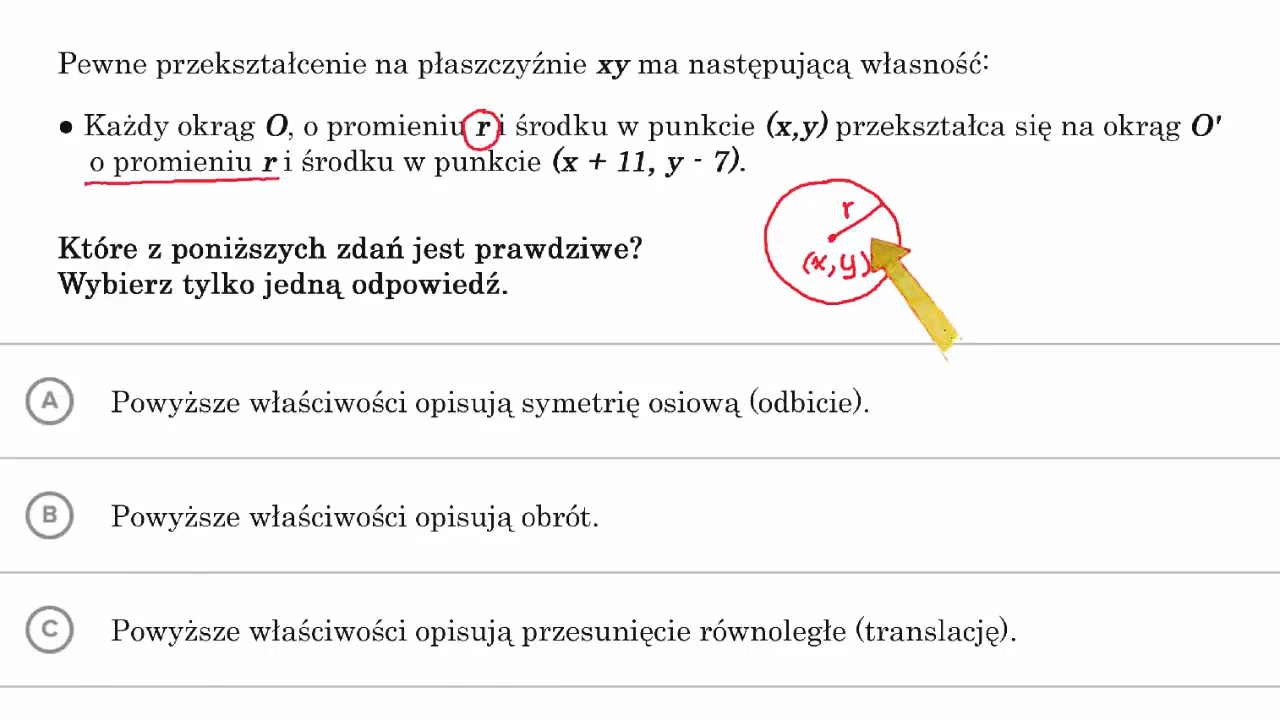 Pewne przekształcenie na płaszczyźnie xy ma następującą własność:
• Każdy okrąg O, o promieniu r i środku w punkcie (x,y) przekształca się na okrąg O'
o promieniu r i środku w punkcie (x + 11, y - 7).
r
(x,y)
Które z poniższych zdań jest prawdziwe?
Wybierz tylko jedną odpowiedź.
A Powyższe właściwości opisują symetrię osiową (odbicie).
B Powyższe właściwości opisują obrót.
C Powyższe właściwości opisują przesunięcie równoległe (translację).